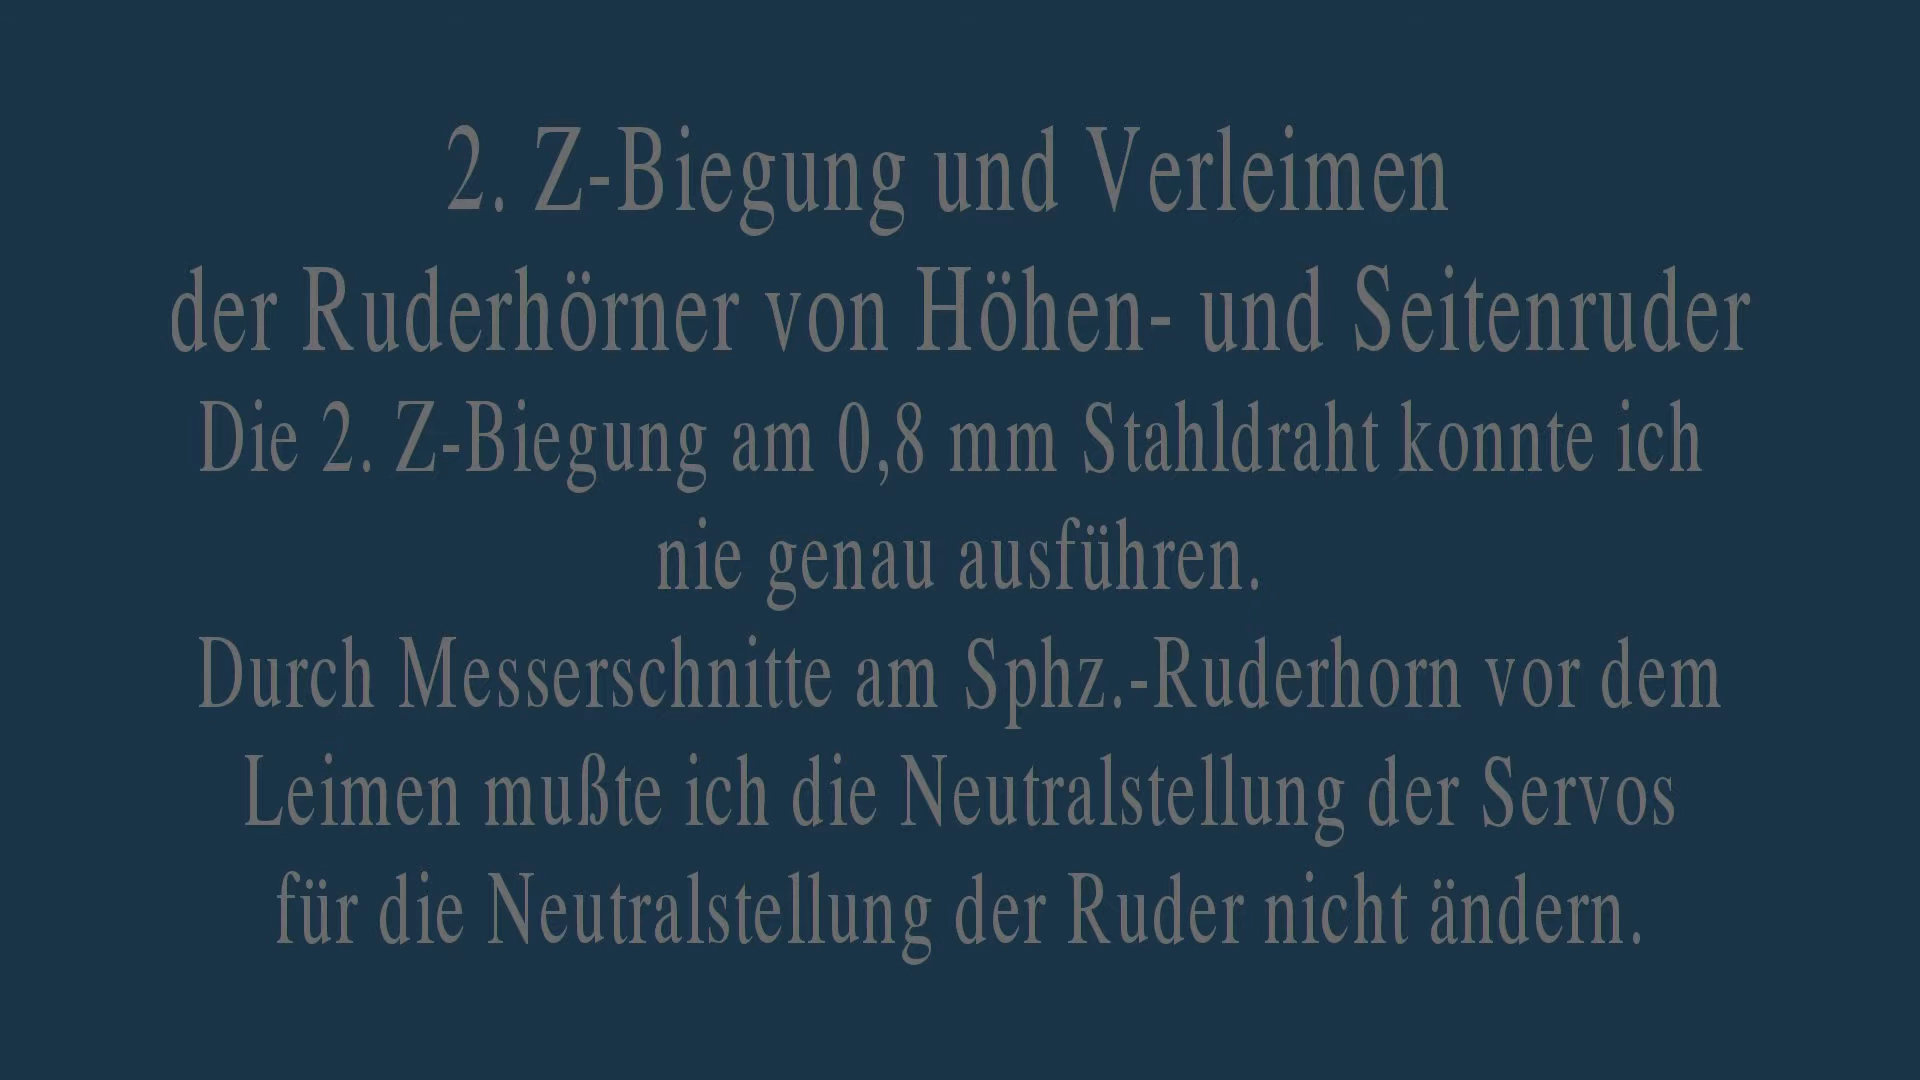 2. Z-Biegung und Verleimen
der Ruderhörner von Höhen- und Seitenruder
Die 2. Z-Biegung am 0,8 mm Stahldraht konnte ich
nie genau ausführen.
Durch Messerschnitte am Sphz.-Ruderhorn vor dem
Leimen mußte ich die Neutralstellung der Servos
für die Neutralstellung der Ruder nicht ändern.